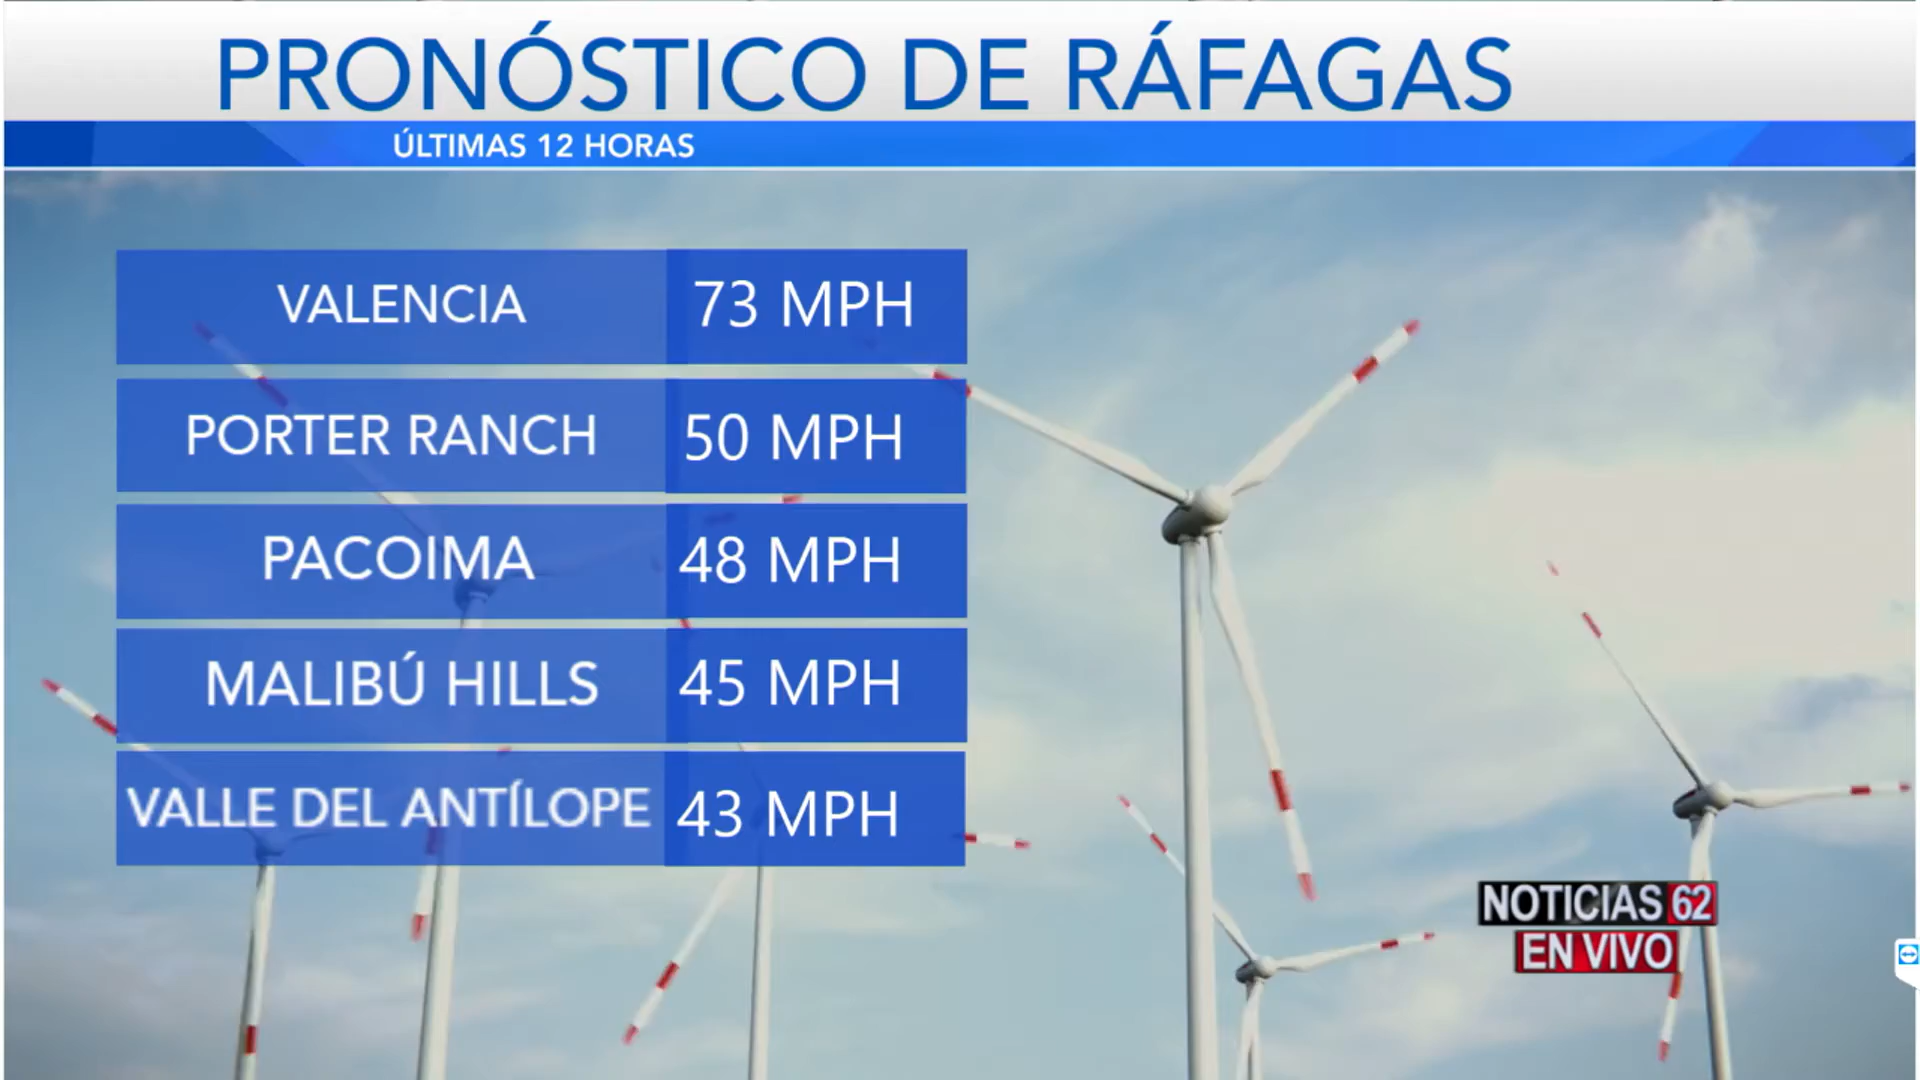 PRONÓSTICO DE RÁFAGAS
ÚLTIMAS 12 HORAS
VALENCIA 73 MPH
PORTER RANCH 50 MPH
PACOIMA 48 MPH
MALIBÚ HILLS 45 MPH
VALLE DEL ANTÍLOPE 43 MPH
NOTICIAS 62
EN VIVO